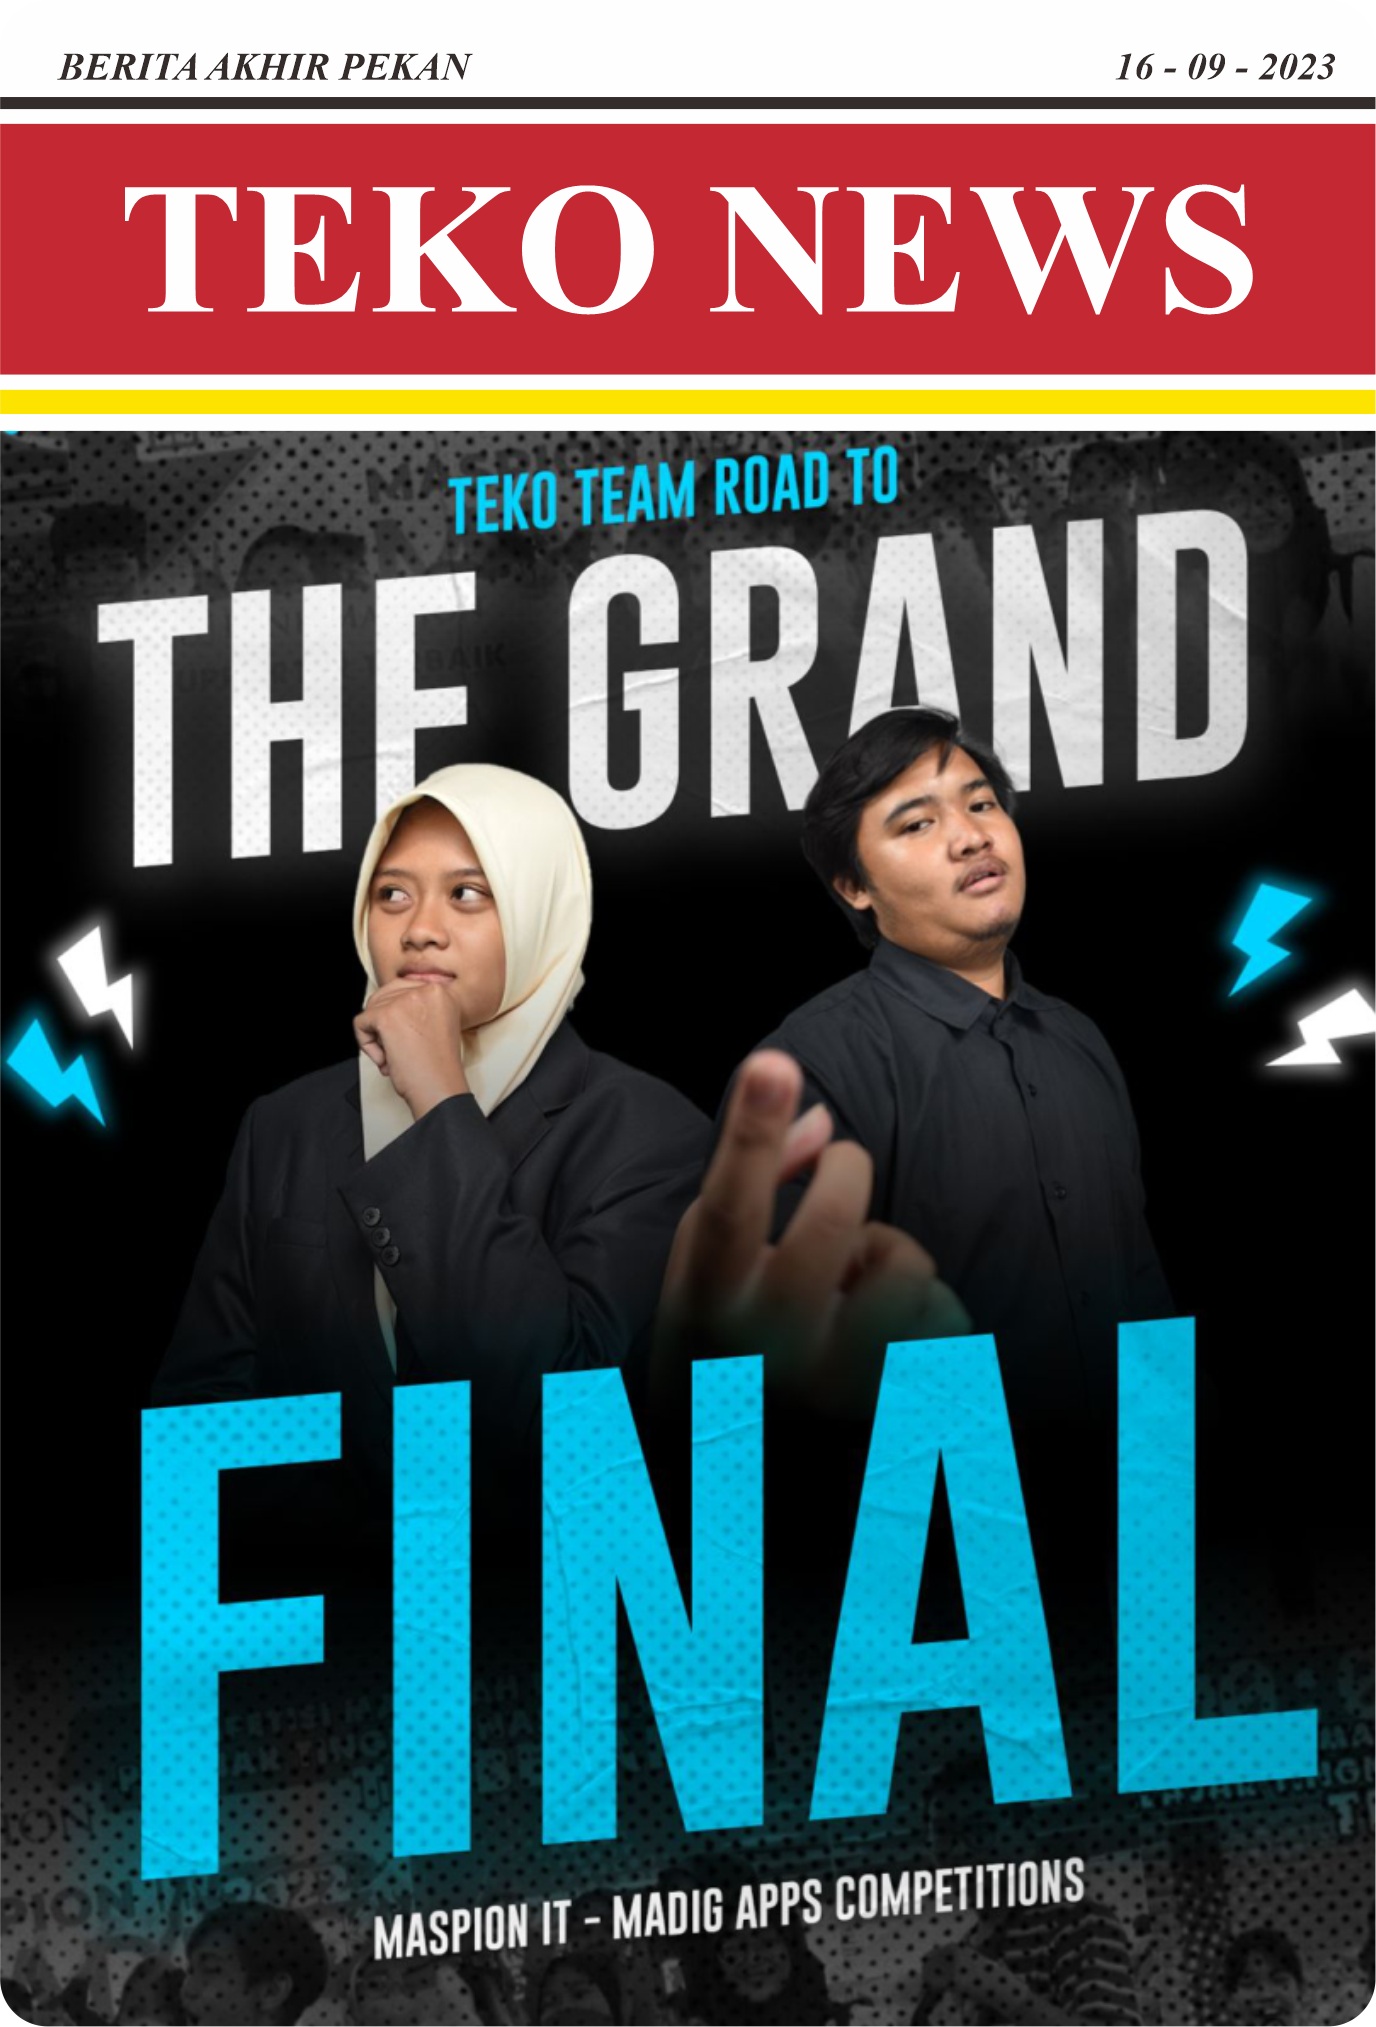 BERITA AKHIR PEKAN
16 - 09 - 2023
TEKO NEWS
TEKO TEAM ROAD TO
THE GRAND
FINAL
MASPION IT - MADIG APPS COMPETITIONS